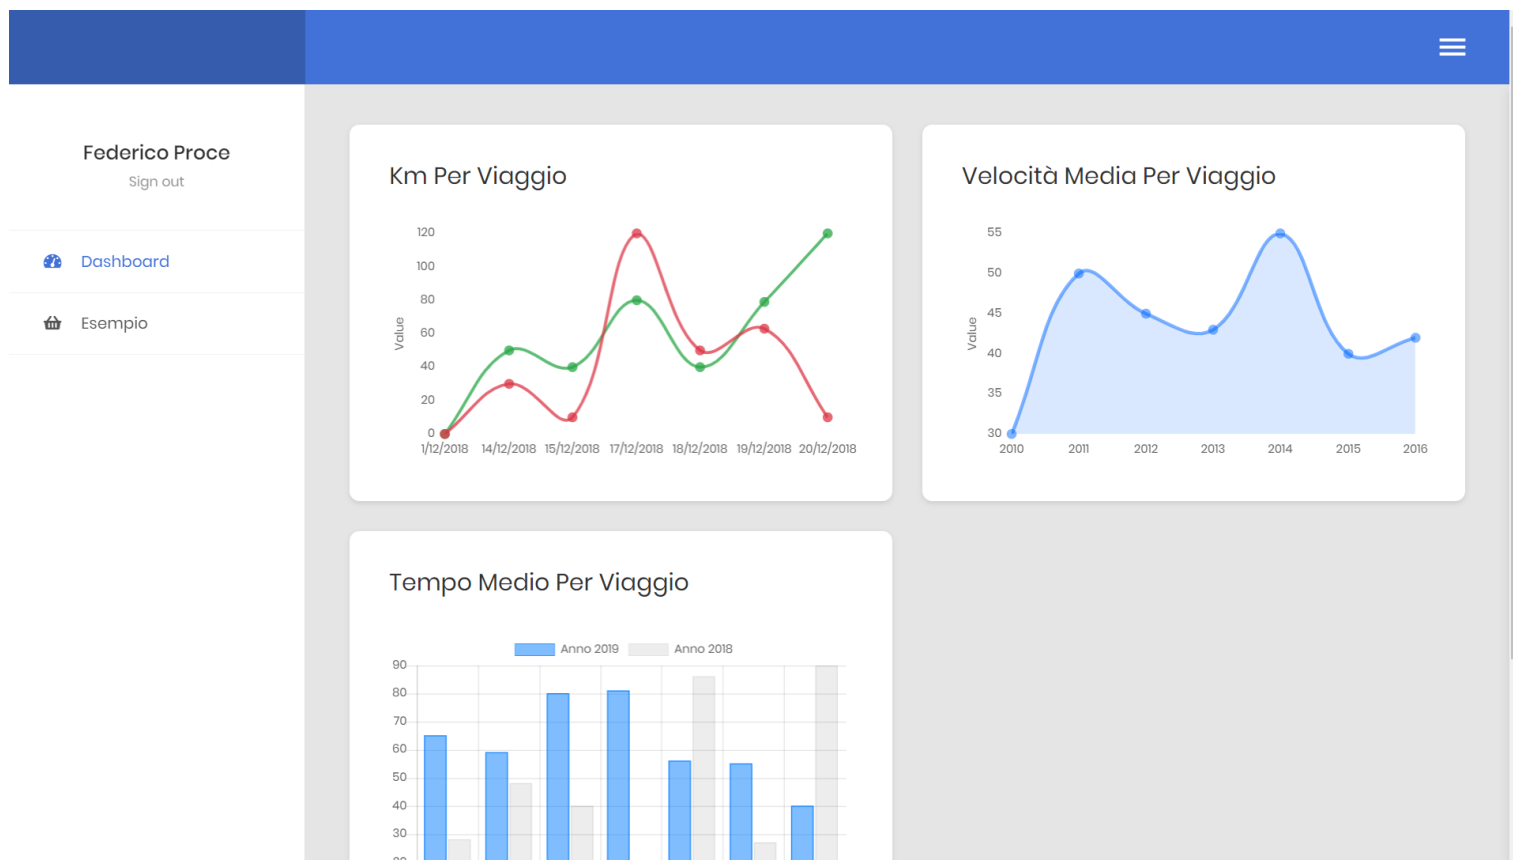 Federico Proce
Sign out
Dashboard
Esempio
Km Per Viaggio
120
100
80
60
40
20
0
Value
1/12/2018 14/12/2018 15/12/2018 17/12/2018 18/12/2018 19/12/2018 20/12/2018
Velocità Media Per Viaggio
55
50
45
40
35
30
Value
2010 2011 2012 2013 2014 2015 2016
Tempo Medio Per Viaggio
Anno 2019 Anno 2018
90
80
70
60
50
40
30